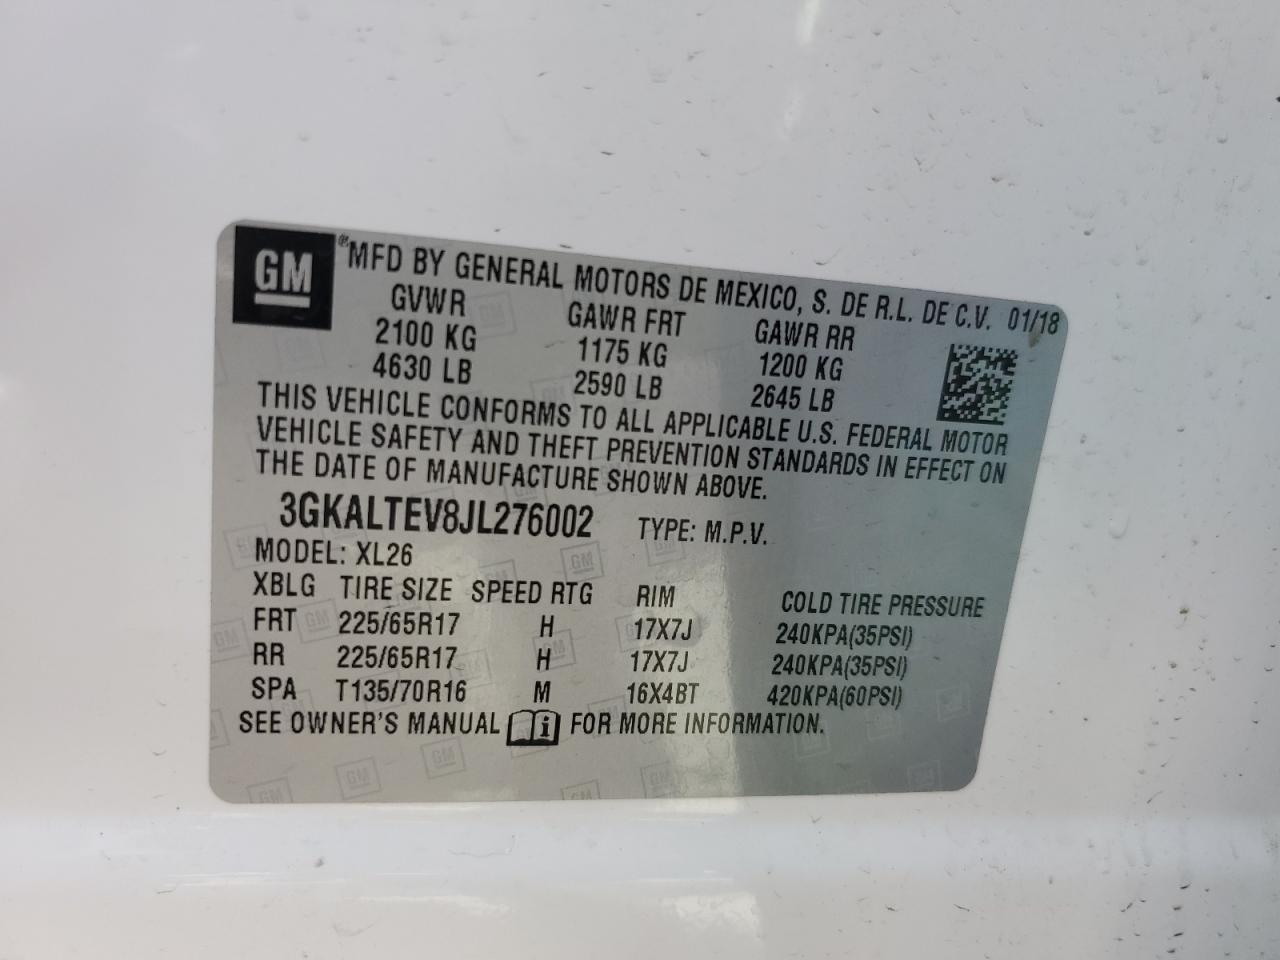 GM ® MFD BY GENERAL MOTORS DE MEXICO, S. DE R.L. DE C.V. 01/18
GVWR GAWR FRT GAWR RR
2100 KG 1175 KG 1200 KG
4630 LB 2590 LB 2645 LB
THIS VEHICLE CONFORMS TO ALL APPLICABLE U.S. FEDERAL MOTOR
VEHICLE SAFETY AND THEFT PREVENTION STANDARDS IN EFFECT ON
THE DATE OF MANUFACTURE SHOWN ABOVE.
3GKALTEV8JL276002 TYPE: M.P.V.
MODEL: XL26
XBLG TIRE SIZE SPEED RTG RIM COLD TIRE PRESSURE
FRT 225/65R17 H 17X7J 240KPA(35PSI)
RR 225/65R17 H 17X7J 240KPA(35PSI)
SPA T135/70R16 M 16X4BT 420KPA(60PSI)
SEE OWNER'S MANUAL i FOR MORE INFORMATION.